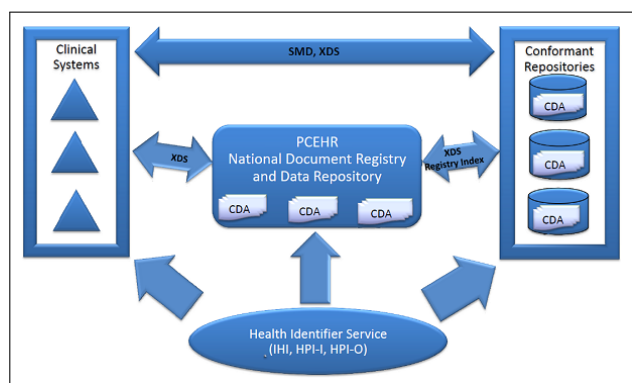 Clinical
Systems
SMD, XDS
Conformant
Repositories
CDA
CDA
CDA
XDS
PCEHR
National Document Registry
and Data Repository
CDA
CDA
CDA
XDS
Registry Index
Health Identifier Service
(IHI, HPI-I, HPI-O)